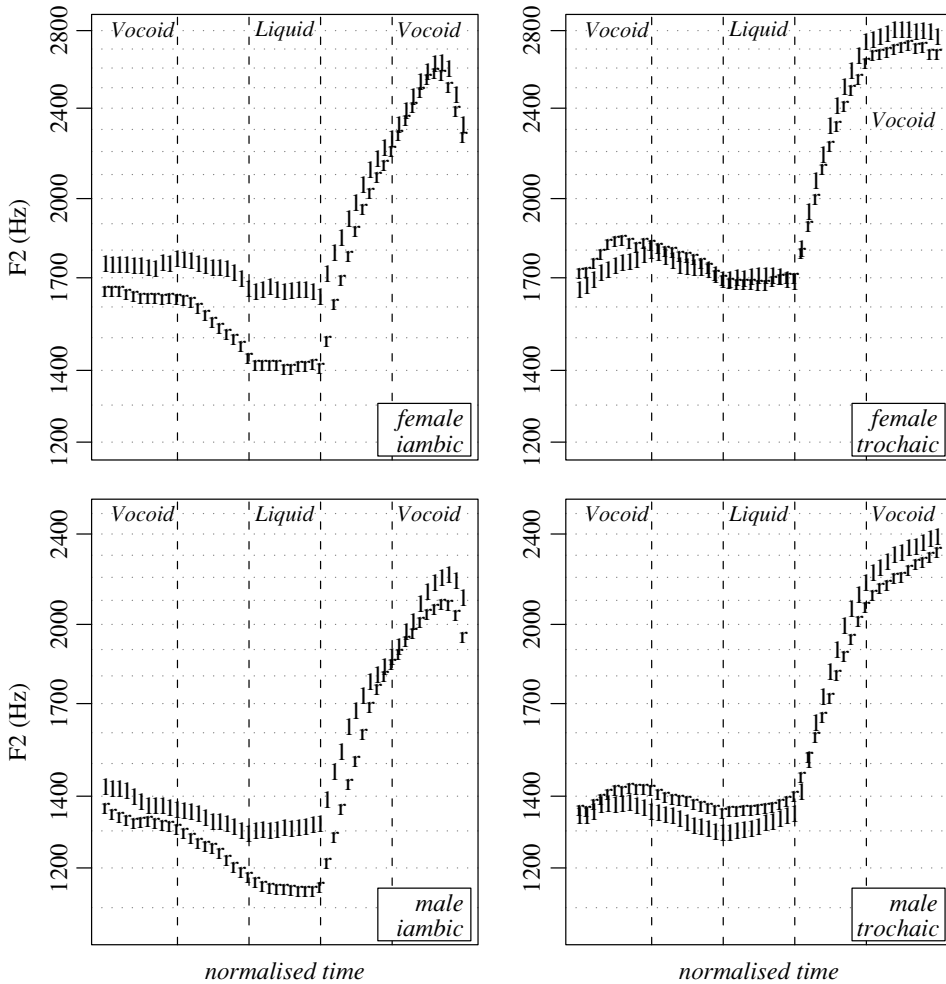 Vocoid Liquid Vocoid
2800
2400
2000
1700
1400
1200
F2 (Hz)
female
iambic
Vocoid Liquid
Vocoid
2800
2400
2000
1700
1400
1200
female
trochaic
Vocoid Liquid Vocoid
2400
2000
1700
1400
1200
F2 (Hz)
male
iambic
normalised time
Vocoid Liquid Vocoid
2400
2000
1700
1400
1200
male
trochaic
normalised time